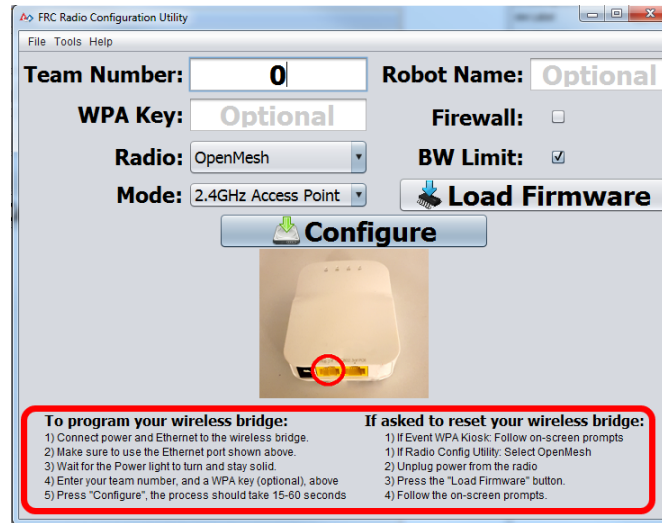 FRC Radio Configuration Utility
File Tools Help
Team Number: 0 Robot Name: Optional
WPA Key: Optional Firewall:
Radio: OpenMesh BW Limit:
Mode: 2.4GHz Access Point Load Firmware
Configure
To program your wireless bridge:
1) Connect power and Ethernet to the wireless bridge.
2) Make sure to use the Ethernet port shown above.
3) Wait for the Power light to turn and stay solid.
4) Enter your team number, and a WPA key (optional), above
5) Press "Configure", the process should take 15-60 seconds
If asked to reset your wireless bridge:
1) If Event WPA Kiosk: Follow on-screen prompts
1) If Radio Config Utility: Select OpenMesh
2) Unplug power from the radio
3) Press the "Load Firmware" button.
4) Follow the on-screen prompts.